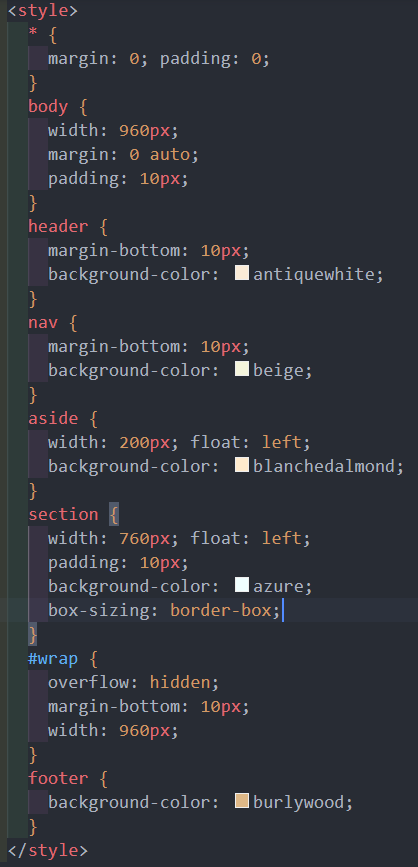 <style>
* {
margin: 0; padding: 0;
}
body {
width: 960px;
margin: 0 auto;
padding: 10px;
}
header {
margin-bottom: 10px;
background-color: antiquewhite;
}
nav {
margin-bottom: 10px;
background-color: beige;
}
aside {
width: 200px; float: left;
background-color: blanchedalmond;
}
section {
width: 760px; float: left;
padding: 10px;
background-color: azure;
box-sizing: border-box;
}
#wrap {
overflow: hidden;
margin-bottom: 10px;
width: 960px;
}
footer {
background-color: burlywood;
}
</style>